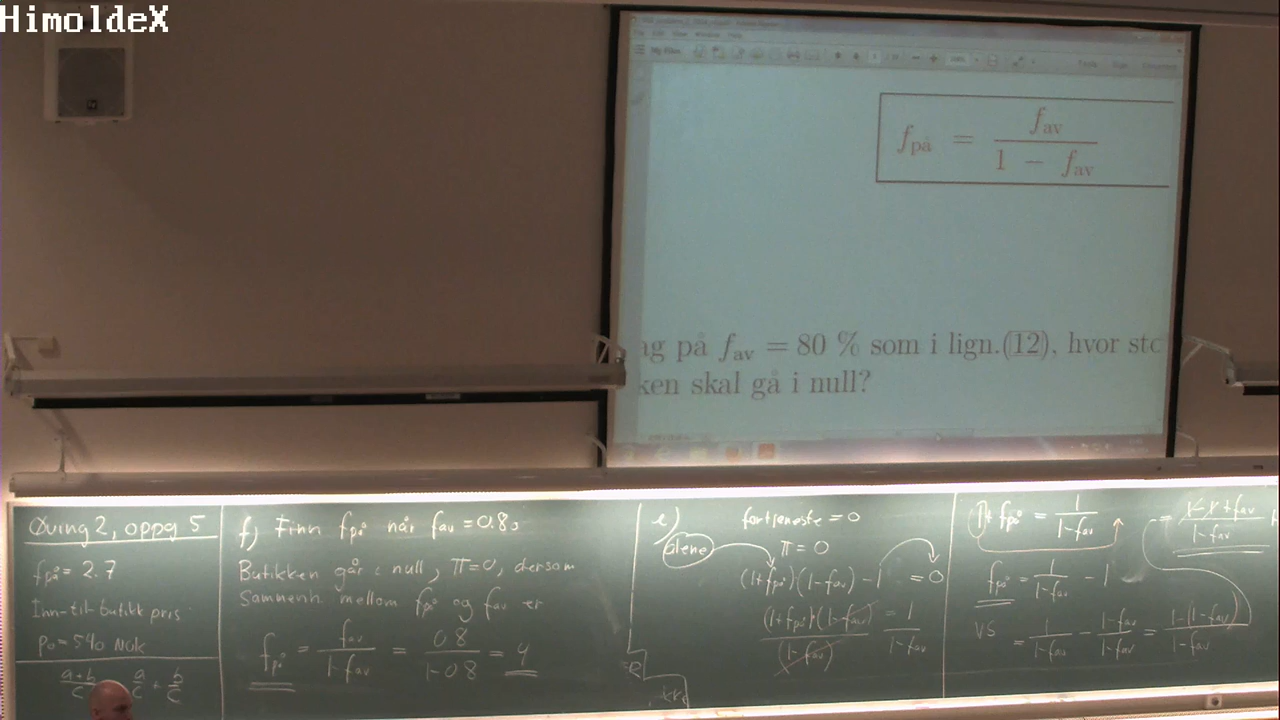 HimoldeX
My Files
f_på = f_av / (1 − f_av)
ng på f_av = 80 % som i lign.(12), hvor sto
ken skal gå i null?
Øving 2, oppg 5
f_på = 2.7
Inn-til-butikk pris:
p₀ = 540 NOK
(a+b)/c = a/c + b/c
f) Finn f_på når f_av = 0.8.
Butikken går i null, π=0, dersom
Sammenh. mellom f_på og f_av er
f_på = f_av / (1−f_av) = 0.8 / (1−0.8) = 4
e) fortjeneste = 0
alene
π = 0
(1+f_på)(1−f_av) − 1 = 0
(1+f_på)(1−f_av) / (1−f_av) = 1 / (1−f_av)
1+f_på = 1 / (1−f_av)
f_på = 1 / (1−f_av) − 1
VS = 1 / (1−f_av) − (1−f_av) / (1−f_av) = (1−(1−f_av)) / (1−f_av)
= (1−1+f_av) / (1−f_av)